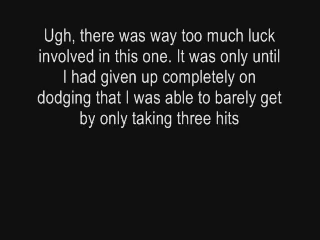 Ugh, there was way too much luck
involved in this one. It was only until
I had given up completely on
dodging that I was able to barely get
by only taking three hits